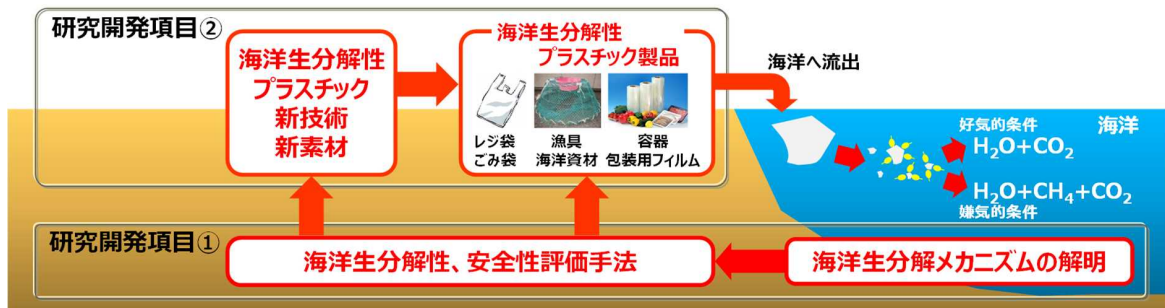 研究開発項目②
海洋生分解性
プラスチック
新技術
新素材
海洋生分解性
プラスチック製品
レジ袋
ごみ袋
漁具
海洋資材
容器
包装用フィルム
海洋へ流出
海洋
好気的条件
H₂O+CO₂
H₂O+CH₄+CO₂
嫌気的条件
研究開発項目①
海洋生分解性、安全性評価手法
海洋生分解メカニズムの解明